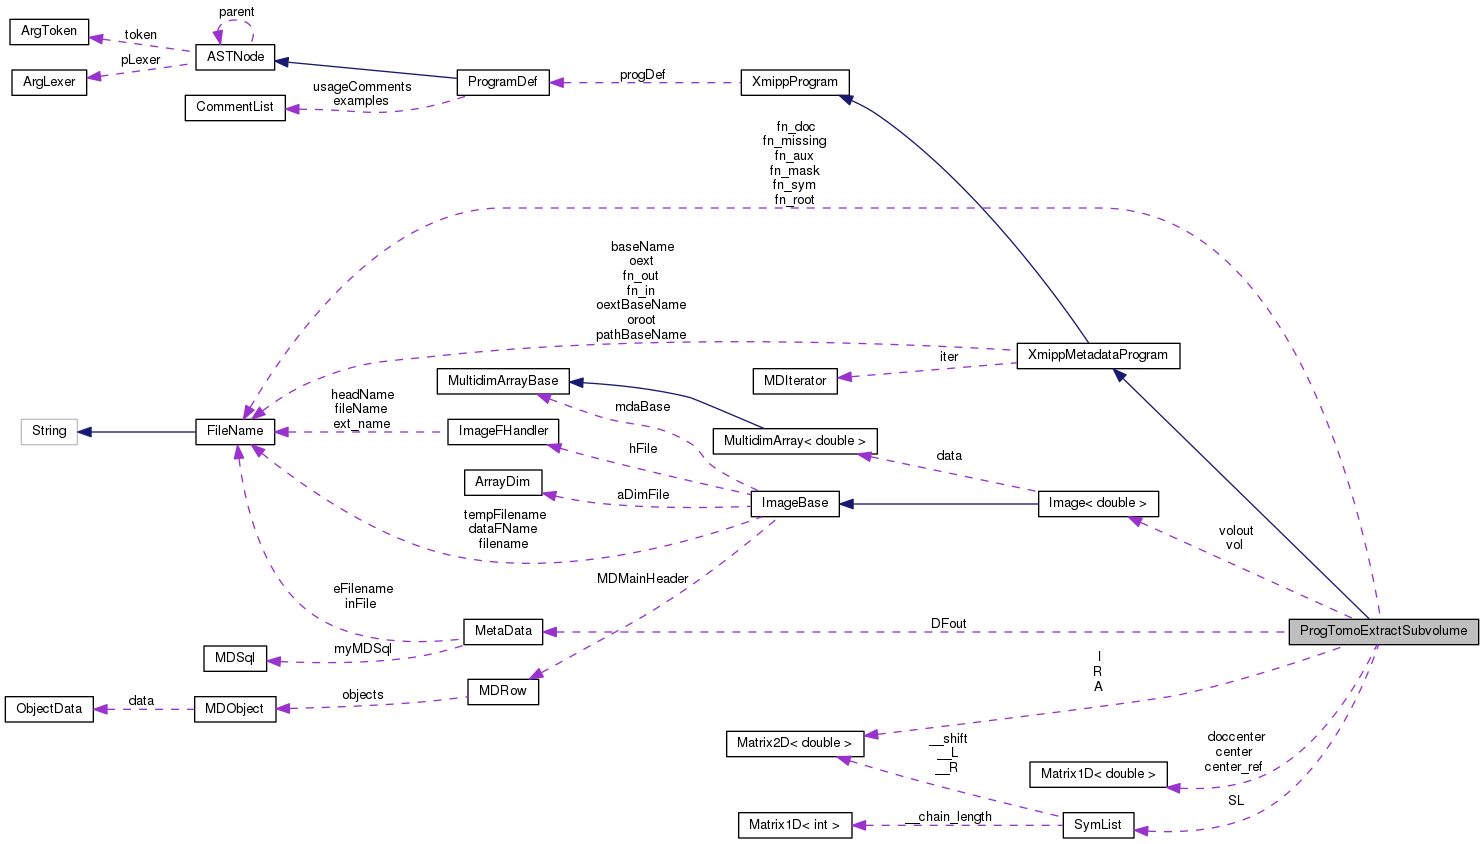 parent
ArgToken
token
ASTNode
pLexer
ArgLexer
ProgramDef
progDef
XmippProgram
usageComments
examples
CommentList
fn_doc
fn_missing
fn_aux
fn_mask
fn_sym
fn_root
baseName
oext
fn_out
fn_in
oextBaseName
oroot
pathBaseName
XmippMetadataProgram
iter
MDIterator
MultidimArrayBase
headName
fileName
ext_name
mdaBase
String
FileName
ImageFHandler
MultidimArray< double >
hFile
data
ArrayDim
aDimFile
ImageBase
Image< double >
tempFilename
dataFName
filename
volout
vol
MDMainHeader
eFilename
inFile
MetaData
DFout
ProgTomoExtractSubvolume
myMDSql
MDSql
I
R
A
MDRow
objects
ObjectData
data
MDObject
Matrix2D< double >
__shift
__L
__R
doccenter
center
center_ref
Matrix1D< double >
SL
Matrix1D< int >
__chain_length
SymList